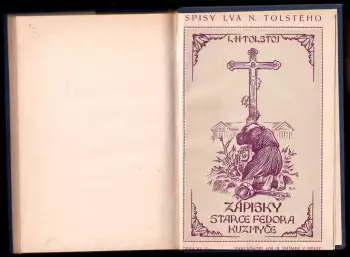 SPISY LVA N. TOLSTÉHO
L. N. TOLSTOJ
ZÁPISKY
STARCE FEDORA
KUZMYČE